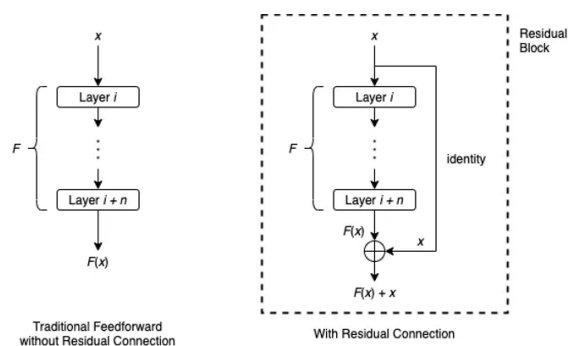 x
Layer i
F
Layer i + n
F(x)
Traditional Feedforward
without Residual Connection
Residual
Block
x
Layer i
F
identity
Layer i + n
F(x)
x
F(x) + x
With Residual Connection